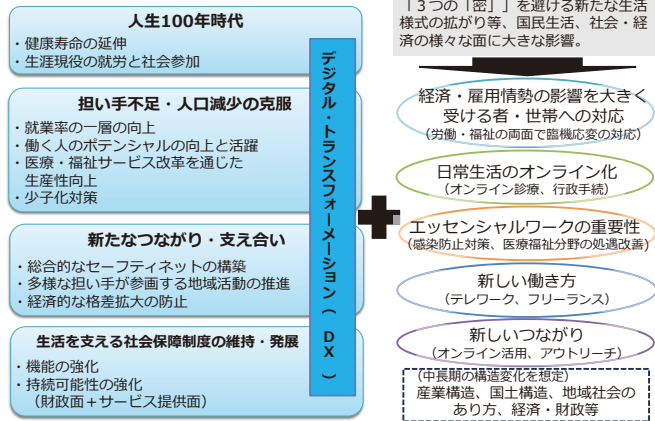 人生100年時代
・健康寿命の延伸
・生涯現役の就労と社会参加
担い手不足・人口減少の克服
・就業率の一層の向上
・働く人のポテンシャルの向上と活躍
・医療・福祉サービス改革を通じた
生産性向上
・少子化対策
新たなつながり・支え合い
・総合的なセーフティネットの構築
・多様な担い手が参画する地域活動の推進
・経済的な格差拡大の防止
生活を支える社会保障制度の維持・発展
・機能の強化
・持続可能性の強化
（財政面＋サービス提供面）
デジタル・トランスフォーメーション（DX）
「３つの「密」」を避ける新たな生活
様式の拡がり等、国民生活、社会・経
済の様々な面に大きな影響。
経済・雇用情勢の影響を大きく
受ける者・世帯への対応
（労働・福祉の両面で臨機応変の対応）
日常生活のオンライン化
（オンライン診療、行政手続）
エッセンシャルワークの重要性
（感染防止対策、医療福祉分野の処遇改善）
新しい働き方
（テレワーク、フリーランス）
新しいつながり
（オンライン活用、アウトリーチ）
（中長期の構造変化を想定）
産業構造、国土構造、地域社会の
あり方、経済・財政等